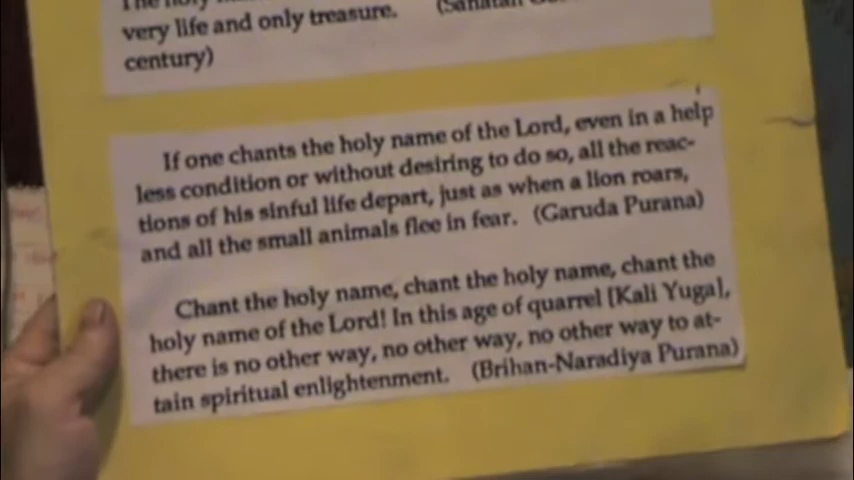 The holy
very life and only treasure. (Sanatan
century)
If one chants the holy name of the Lord, even in a help
less condition or without desiring to do so, all the reac-
tions of his sinful life depart, just as when a lion roars,
and all the small animals flee in fear. (Garuda Purana)
Chant the holy name, chant the holy name, chant the
holy name of the Lord! In this age of quarrel [Kali Yuga],
there is no other way, no other way, no other way to at-
tain spiritual enlightenment. (Brihan-Naradiya Purana)